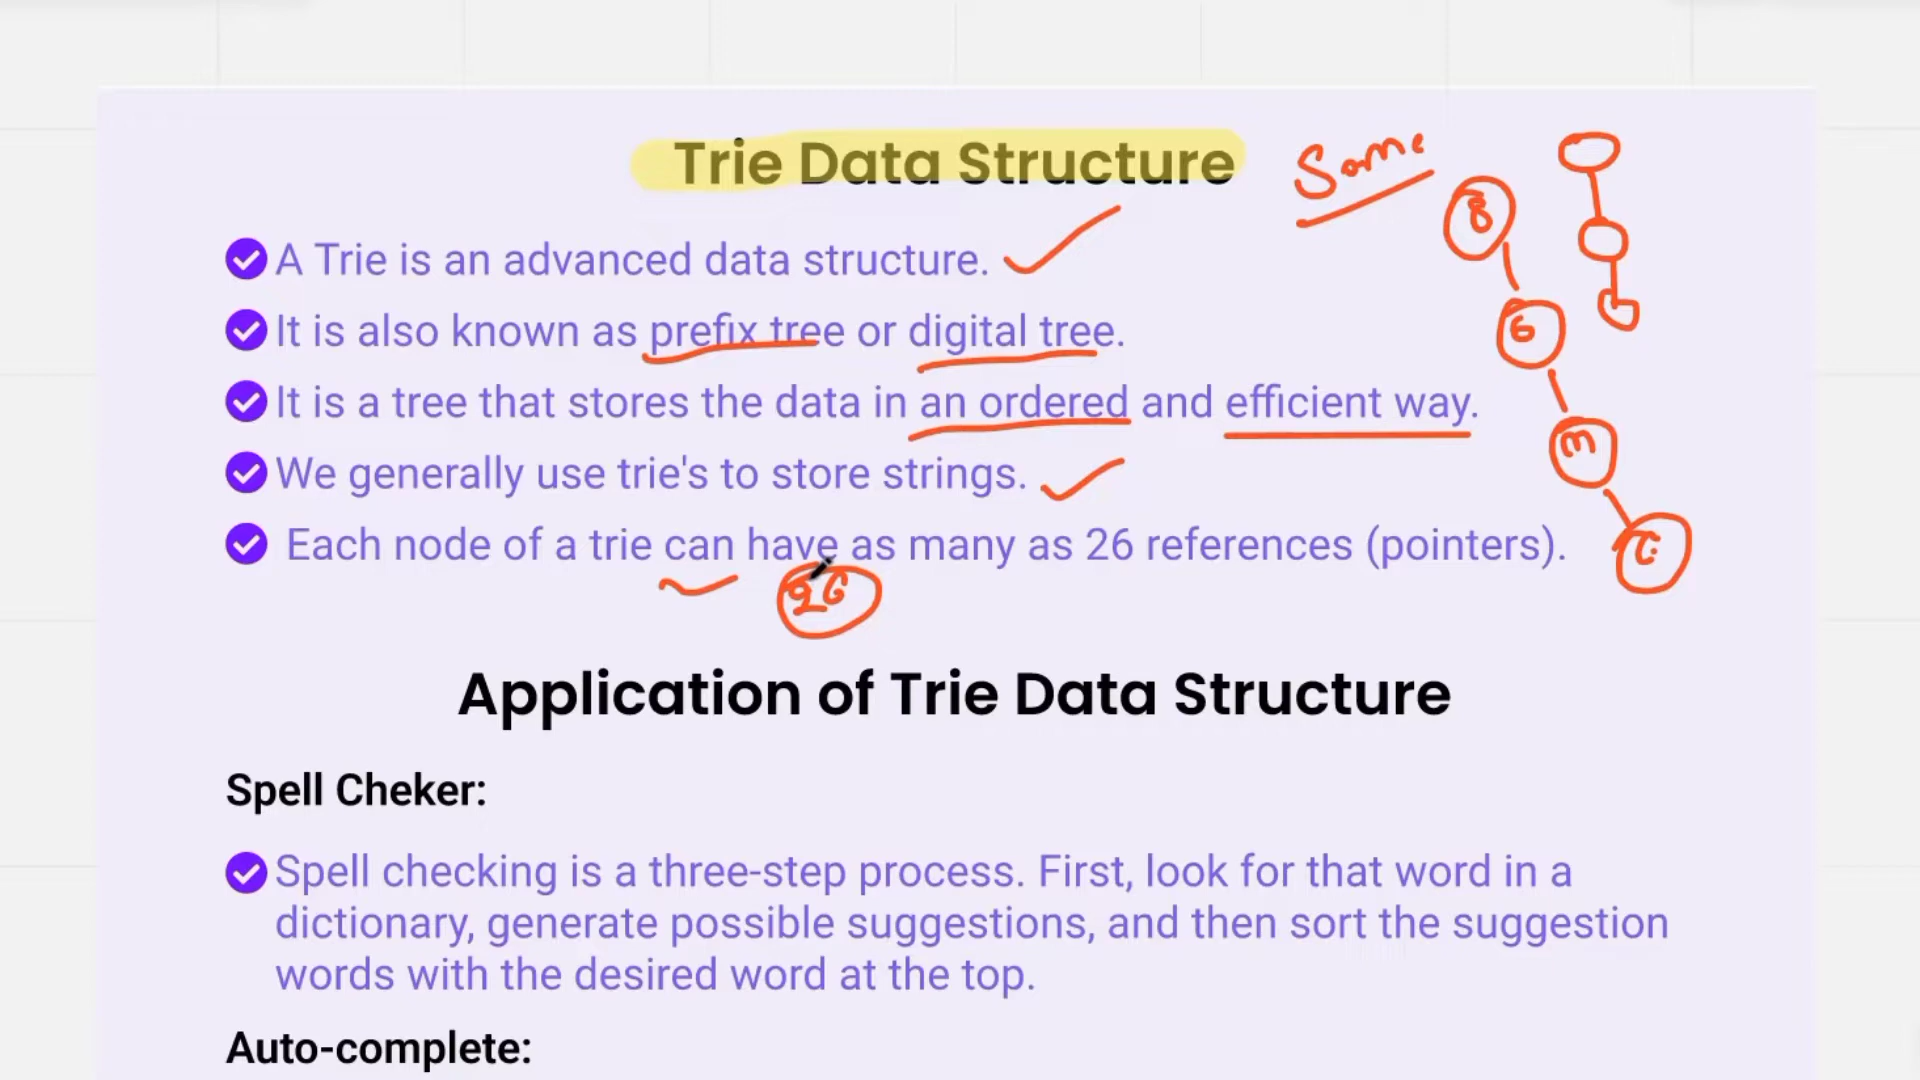 Trie Data Structure
Some
A Trie is an advanced data structure.
It is also known as prefix tree or digital tree.
It is a tree that stores the data in an ordered and efficient way.
We generally use trie's to store strings.
Each node of a trie can have as many as 26 references (pointers).
8
6
m
26
Application of Trie Data Structure
Spell Cheker:
Spell checking is a three-step process. First, look for that word in a
dictionary, generate possible suggestions, and then sort the suggestion
words with the desired word at the top.
Auto-complete: